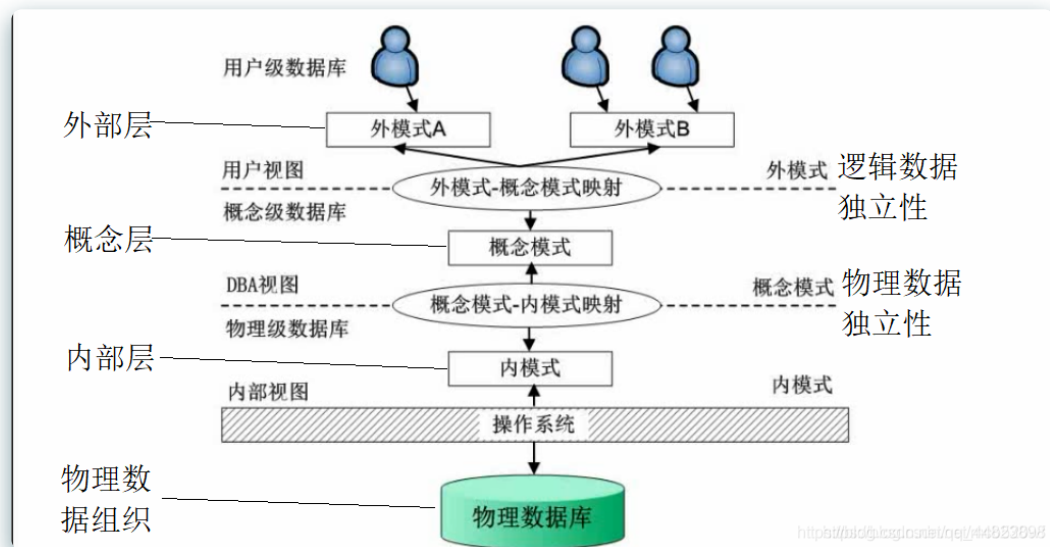 用户级数据库
外部层
外模式A
外模式B
用户视图
外模式
逻辑数据
独立性
外模式-概念模式映射
概念级数据库
概念层
概念模式
DBA视图
概念模式
物理数据
独立性
概念模式-内模式映射
物理级数据库
内部层
内模式
内部视图
内模式
操作系统
物理数
据组织
物理数据库